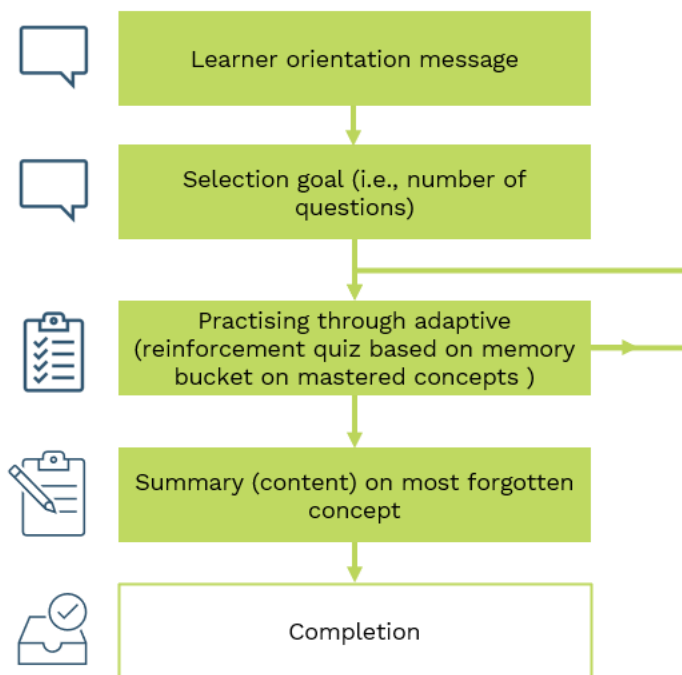 Learner orientation message
Selection goal (i.e., number of
questions)
Practising through adaptive
(reinforcement quiz based on memory
bucket on mastered concepts )
Summary (content) on most forgotten
concept
Completion